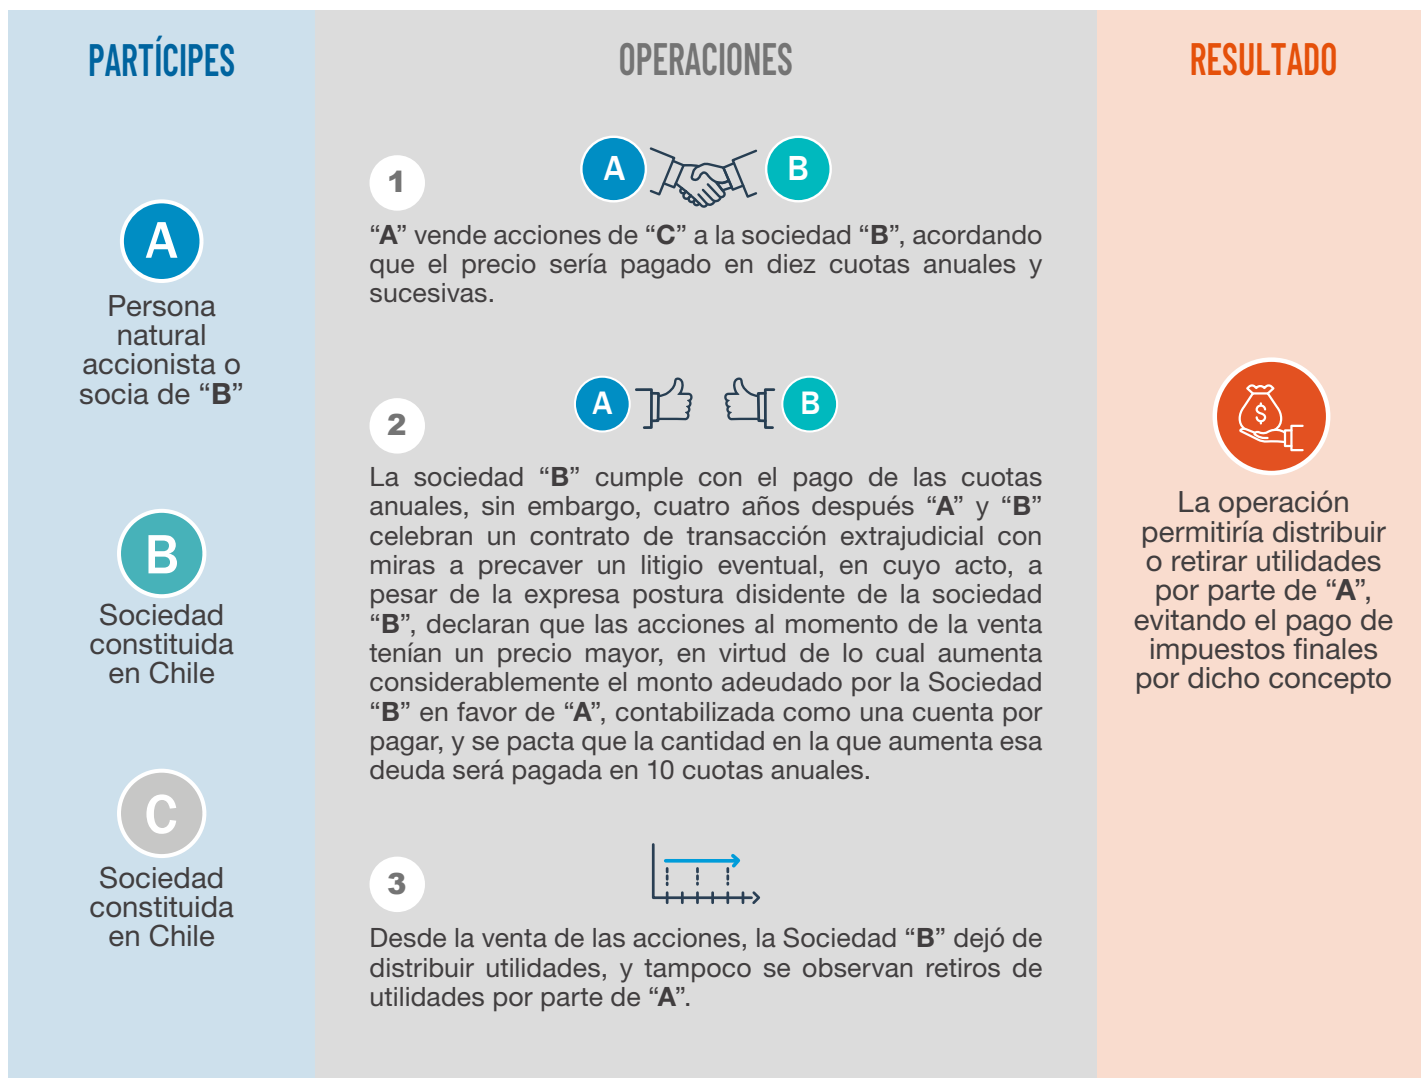 PARTÍCIPES
A
Persona
natural
accionista o
socia de “B”
B
Sociedad
constituida
en Chile
C
Sociedad
constituida
en Chile
OPERACIONES
1
A B
“A” vende acciones de “C” a la sociedad “B”, acordando
que el precio sería pagado en diez cuotas anuales y
sucesivas.
2
A B
La sociedad “B” cumple con el pago de las cuotas
anuales, sin embargo, cuatro años después “A” y “B”
celebran un contrato de transacción extrajudicial con
miras a precaver un litigio eventual, en cuyo acto, a
pesar de la expresa postura disidente de la sociedad
“B”, declaran que las acciones al momento de la venta
tenían un precio mayor, en virtud de lo cual aumenta
considerablemente el monto adeudado por la Sociedad
“B” en favor de “A”, contabilizada como una cuenta por
pagar, y se pacta que la cantidad en la que aumenta esa
deuda será pagada en 10 cuotas anuales.
3
Desde la venta de las acciones, la Sociedad “B” dejó de
distribuir utilidades, y tampoco se observan retiros de
utilidades por parte de “A”.
RESULTADO
$
La operación
permitiría distribuir
o retirar utilidades
por parte de “A”,
evitando el pago de
impuestos finales
por dicho concepto